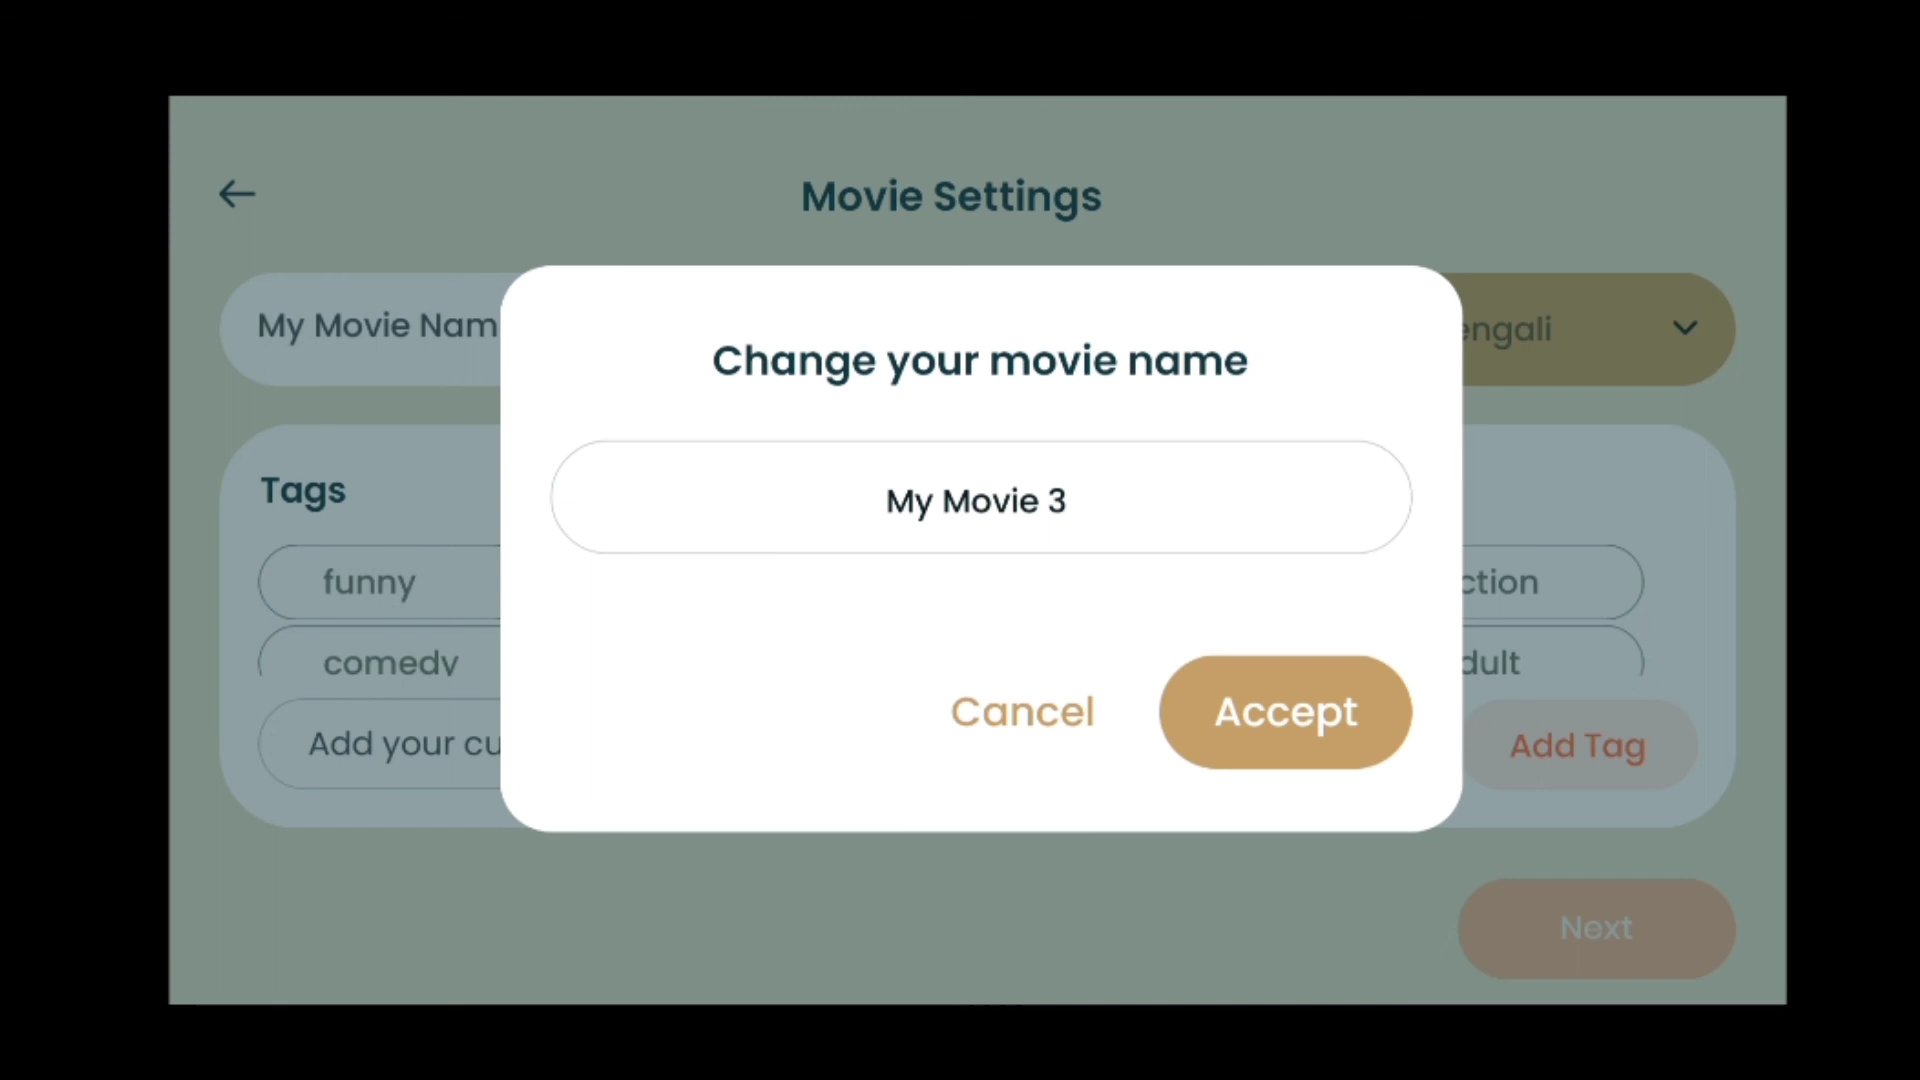 Movie Settings
My Movie Nam
engali
Change your movie name
My Movie 3
Tags
funny
ction
comedy
dult
Add your cu
Add Tag
Cancel
Accept
Next